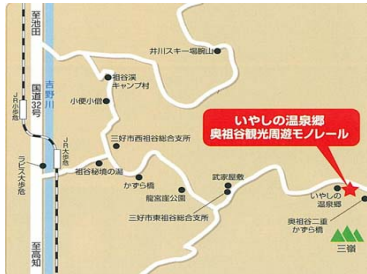 至池田
国道32号
吉野川
JR小歩危
JR大歩危
ラピス大歩危
至高知
井川スキー場腕山
祖谷渓
キャンプ村
小便小僧
三好市西祖谷総合支所
祖谷秘境の湯
かずら橋
龍宮崖公園
武家屋敷
三好市東祖谷総合支所
いやしの温泉郷
奥祖谷観光周遊モノレール
いやしの
温泉郷
奥祖谷二重
かずら橋
三嶺